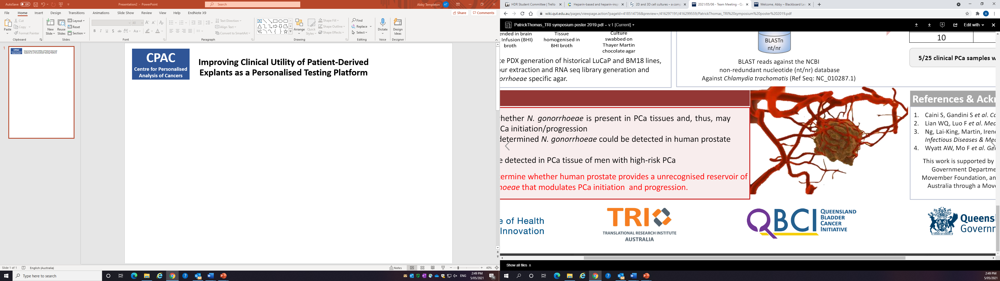 AutoSave Off
Presentation2 - PowerPoint
Search
Abby Templeton AT
File Home Insert Design Transitions Animations Slide Show Review View Help EndNote X9
Share Comments
Paste
Cut
Copy
Format Painter
Clipboard
New Slide
Reuse Slides
Layout
Reset
Section
Slides
40
Font
Text Direction
Align Text
Convert to SmartArt
Paragraph
Arrange
Quick Styles
Shape Fill
Shape Outline
Shape Effects
Drawing
Find
Replace
Select
Editing
Dictate
Voice
Design Ideas
Designer
1
CPAC
Centre for Personalised
Analysis of Cancers
Improving Clinical Utility of Patient-Derived
Explants as a Personalised Testing Platform
Slide 1 of 1 English (Australia)
Notes
40%
Type here to search
ENG
2:49 PM
5/05/2021
16
HDR Student Committee | Trello
Heparin-based and heparin-insp
2D and 3D cell cultures – a comp
2021/05/06 - Team Meeting - Q
Welcome, Abby – Blackboard Le
wiki.qut.edu.au/pages/viewpage.action?pageId=418514736&preview=/416297191/416299559/PatrickThomas_TRI%20symposium%20poster%202019.pdf
PatrickThomas_TRI symposium poster 2019.pdf - v.1 [Current]
Edit with
ended in brain
Infusion (BHI)
broth
Tissue
homogenised in
BHI broth
Culture
swabbed on
Thayer Martin
chocolate agar
te PDX generation of historical LuCaP and BM18 lines,
our extraction and RNA seq library generation and
orrhoeae specific agar.
BLASTn
nt/nr
BLAST reads against the NCBI
non-redundant nucleotide (nt/nr) database
Against Chlamydia trachomatis (Ref Seq: NC_010287.1)
10
5/25 clinical PCa samples w
hether N. gonorrhoeae is present in PCa tissues and, thus, may
Ca initiation/progression
determined N. gonorrhoeae could be detected in human prostate
e detected in PCa tissue of men with high-risk PCa
ermine whether human prostate provides a unrecognised reservoir of
hoeae that modulates PCa initiation and progression.
References & Ack
1. Caini S, Gandini S et al. Ca
2. Lian WQ, Luo F et al. Med
3. Ng, Lai-King, Martin, Irene
Infectious Diseases & Med
4. Wyatt AW, Mo F et al. Ge
This work is supported by
Government Departme
Movember Foundation, an
Australia through a Mov
e of Health
Innovation
TRI
TRANSLATIONAL RESEARCH INSTITUTE
AUSTRALIA
QBCI
QUEENSLAND
BLADDER
CANCER
INITIATIVE
Queensl
Governm
Show all files
2:49 PM
5/05/2021